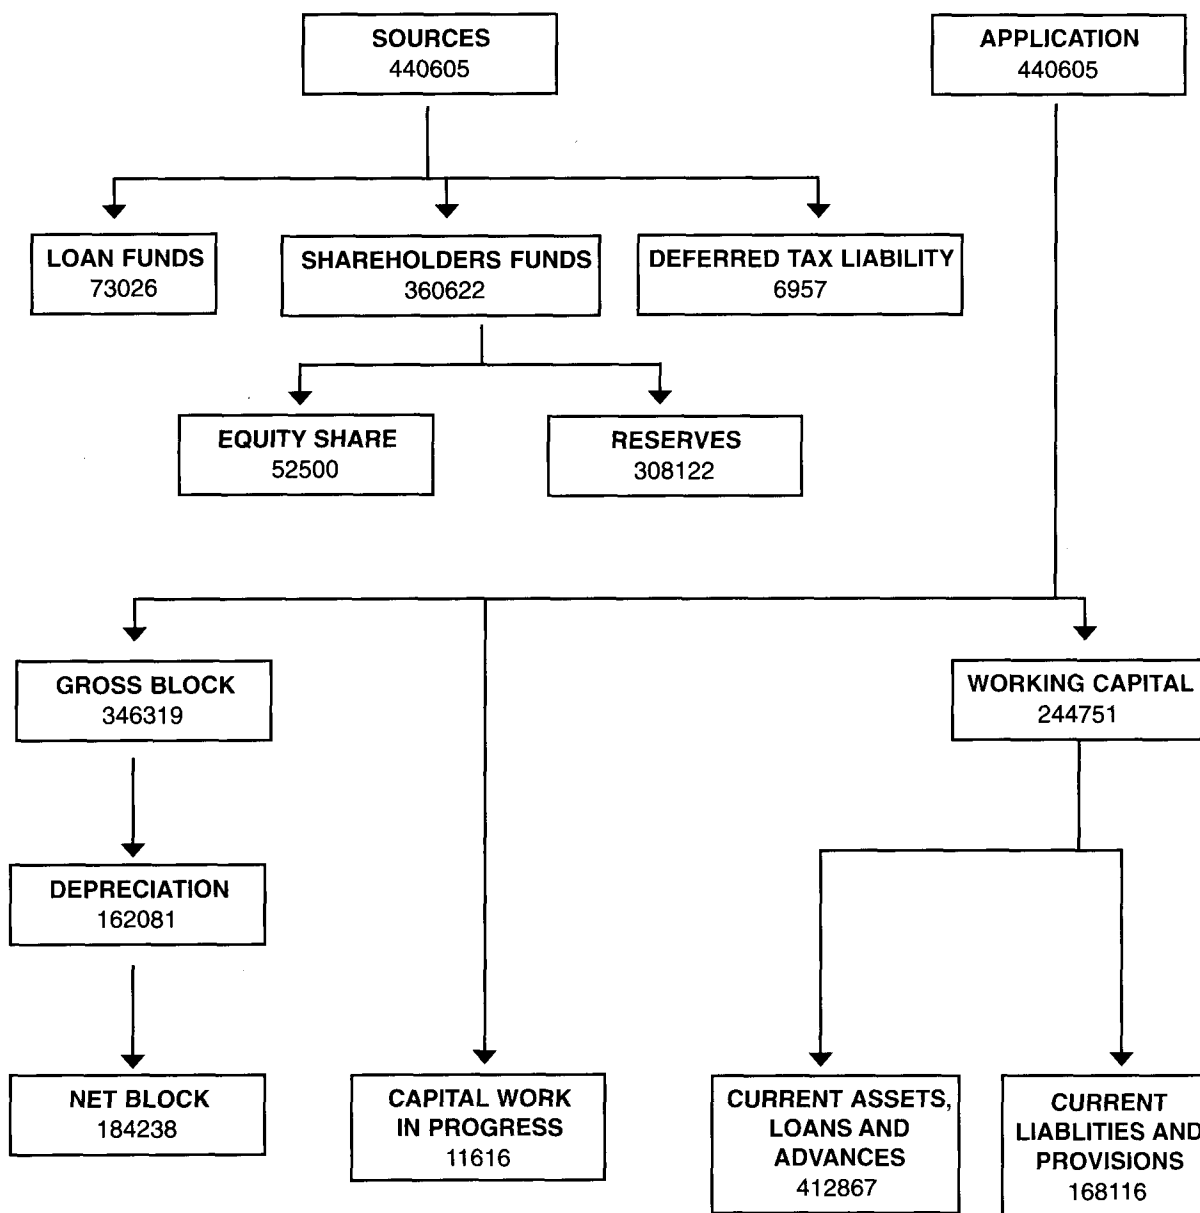 SOURCES
440605
APPLICATION
440605
LOAN FUNDS
73026
SHAREHOLDERS FUNDS
360622
DEFERRED TAX LIABILITY
6957
EQUITY SHARE
52500
RESERVES
308122
GROSS BLOCK
346319
WORKING CAPITAL
244751
DEPRECIATION
162081
NET BLOCK
184238
CAPITAL WORK
IN PROGRESS
11616
CURRENT ASSETS,
LOANS AND
ADVANCES
412867
CURRENT
LIABLITIES AND
PROVISIONS
168116